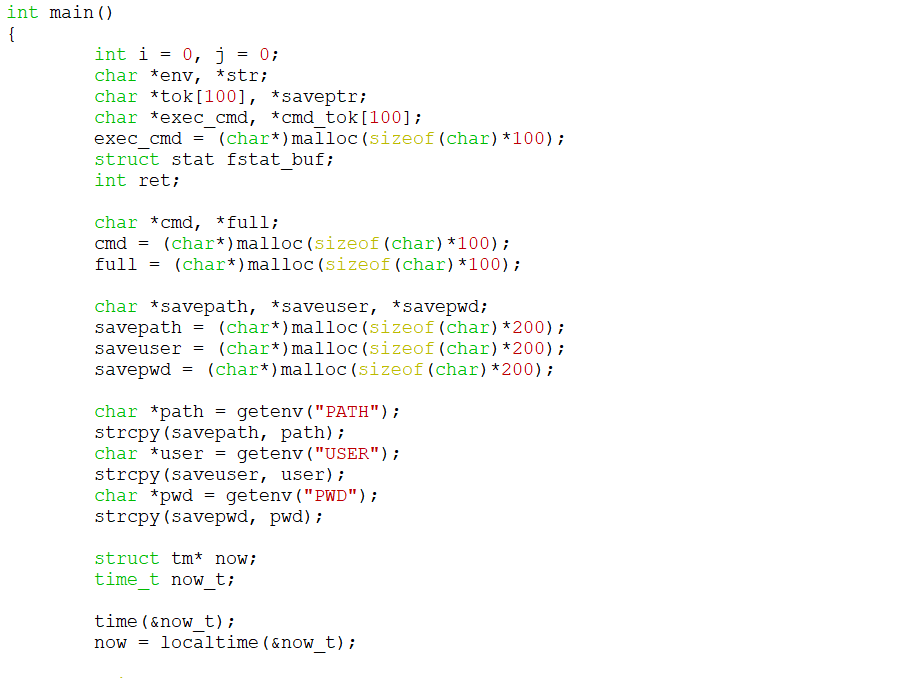 int main()
{
        int i = 0, j = 0;
        char *env, *str;
        char *tok[100], *saveptr;
        char *exec_cmd, *cmd_tok[100];
        exec_cmd = (char*)malloc(sizeof(char)*100);
        struct stat fstat_buf;
        int ret;

        char *cmd, *full;
        cmd = (char*)malloc(sizeof(char)*100);
        full = (char*)malloc(sizeof(char)*100);

        char *savepath, *saveuser, *savepwd;
        savepath = (char*)malloc(sizeof(char)*200);
        saveuser = (char*)malloc(sizeof(char)*200);
        savepwd = (char*)malloc(sizeof(char)*200);

        char *path = getenv("PATH");
        strcpy(savepath, path);
        char *user = getenv("USER");
        strcpy(saveuser, user);
        char *pwd = getenv("PWD");
        strcpy(savepwd, pwd);

        struct tm* now;
        time_t now_t;

        time(&now_t);
        now = localtime(&now_t);